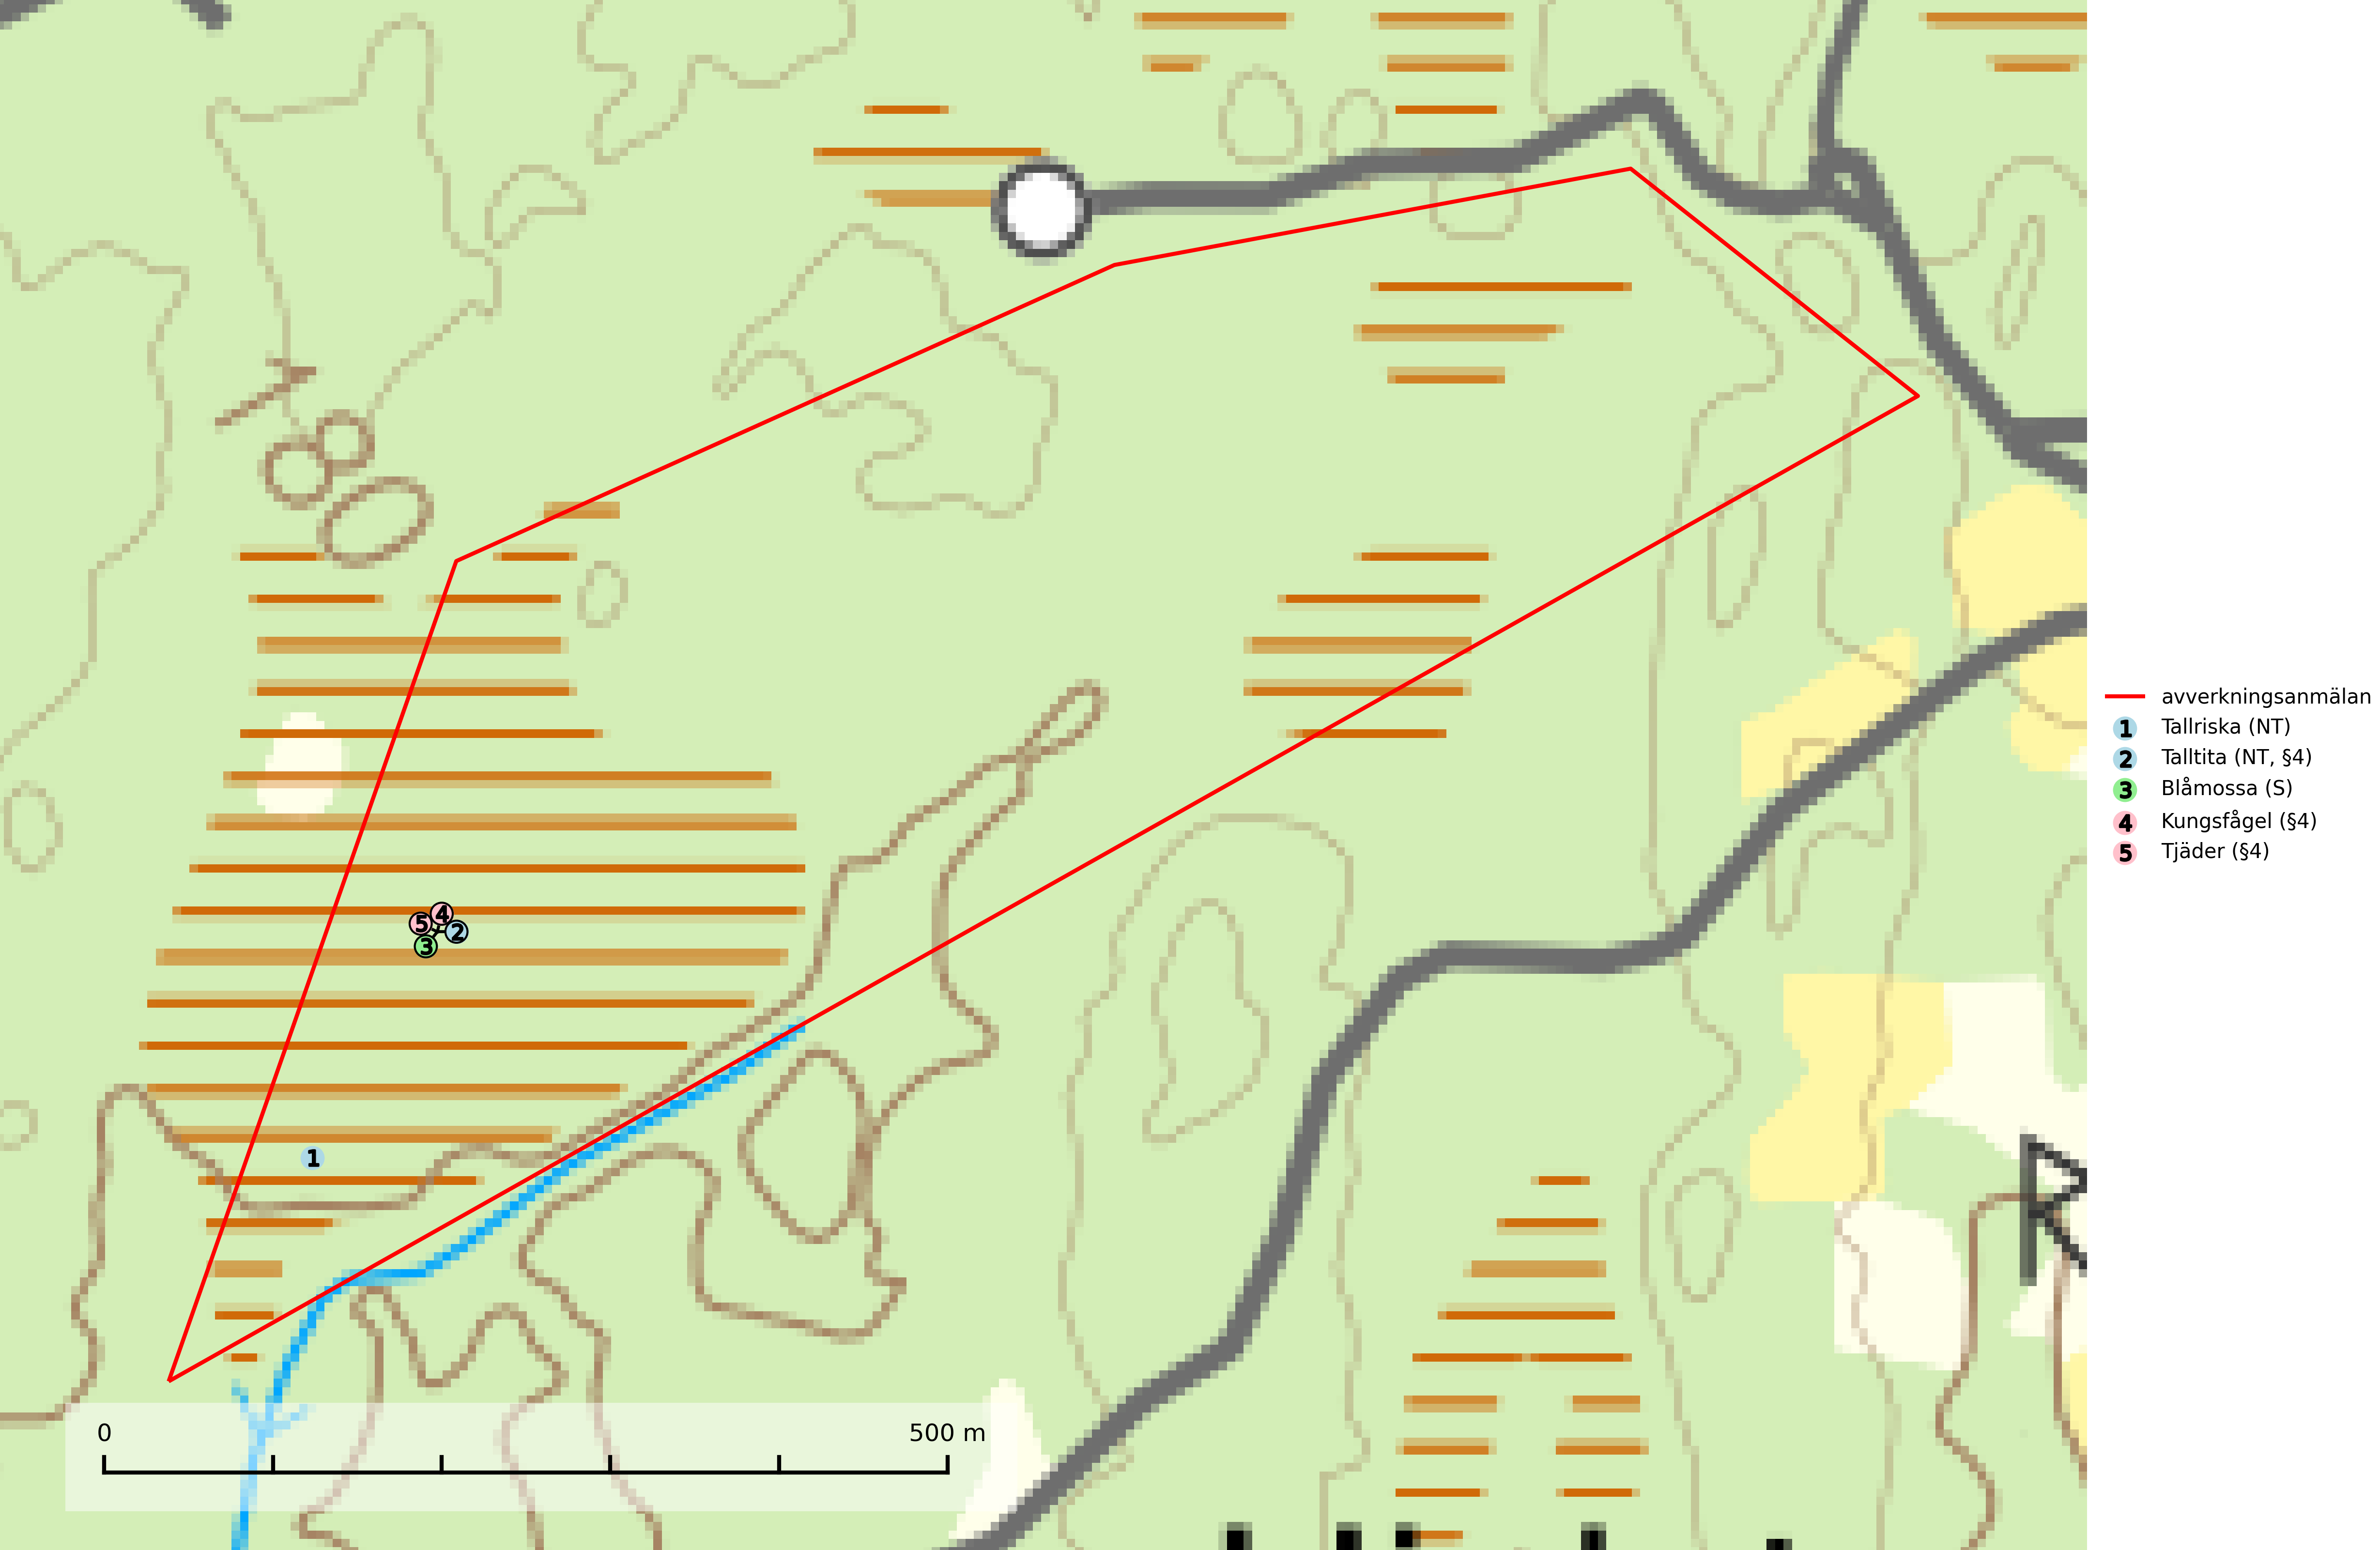 avverkningsanmälan
1 Tallriska (NT)
2 Talltita (NT, §4)
3 Blåmossa (S)
4 Kungsfågel (§4)
5 Tjäder (§4)
4
5
2
3
1
0 500 m